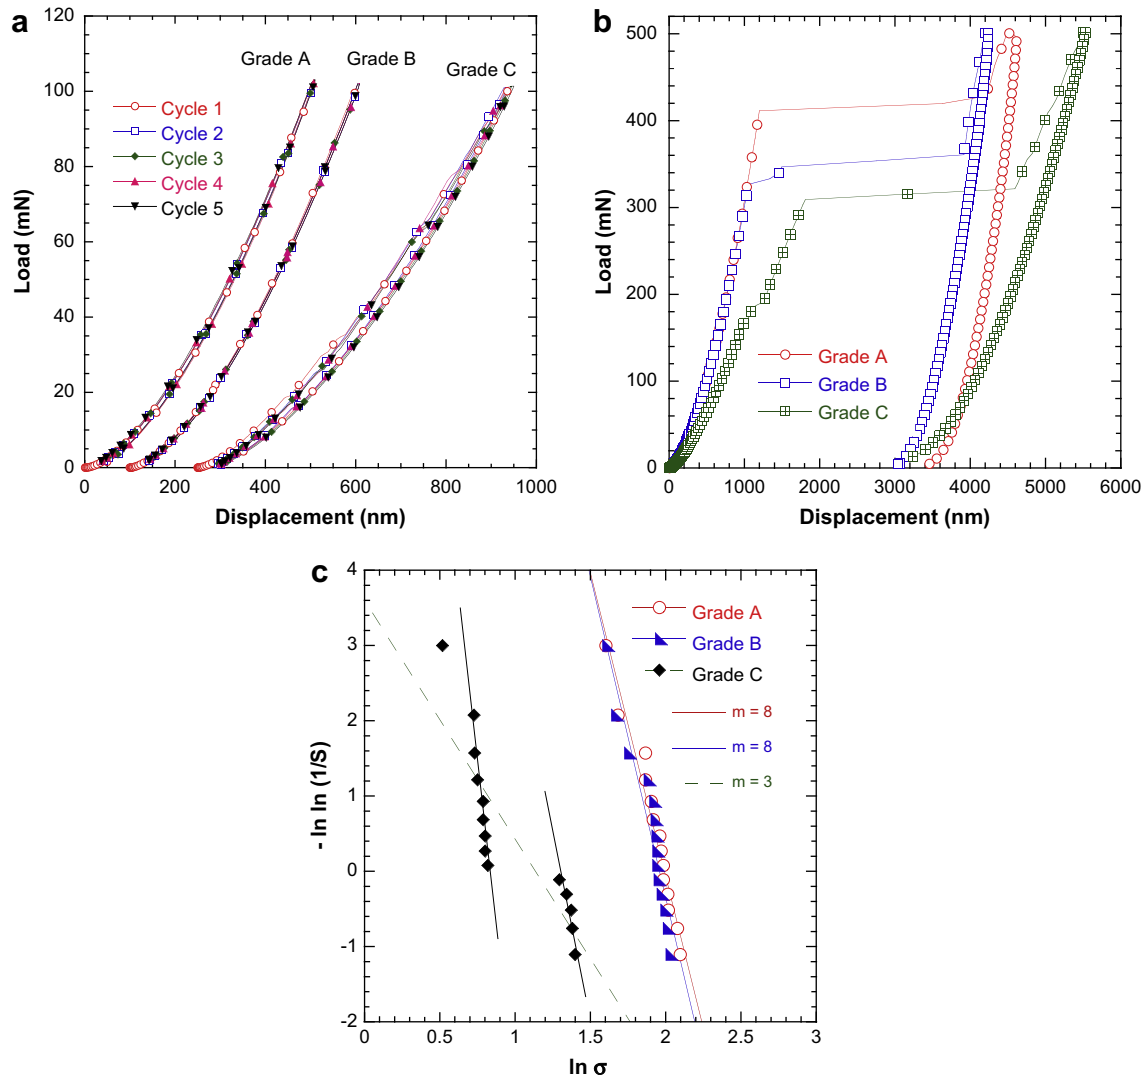 a
Grade A
Grade B
Grade C
Cycle 1
Cycle 2
Cycle 3
Cycle 4
Cycle 5
120
100
80
60
40
20
0
Load (mN)
0 200 400 600 800 1000
Displacement (nm)
b
500
400
300
200
100
0
Load (mN)
Grade A
Grade B
Grade C
0 1000 2000 3000 4000 5000 6000
Displacement (nm)
c
4
3
2
1
0
-1
-2
- ln ln (1/S)
Grade A
Grade B
Grade C
m = 8
m = 8
m = 3
0 0.5 1 1.5 2 2.5 3
ln σ